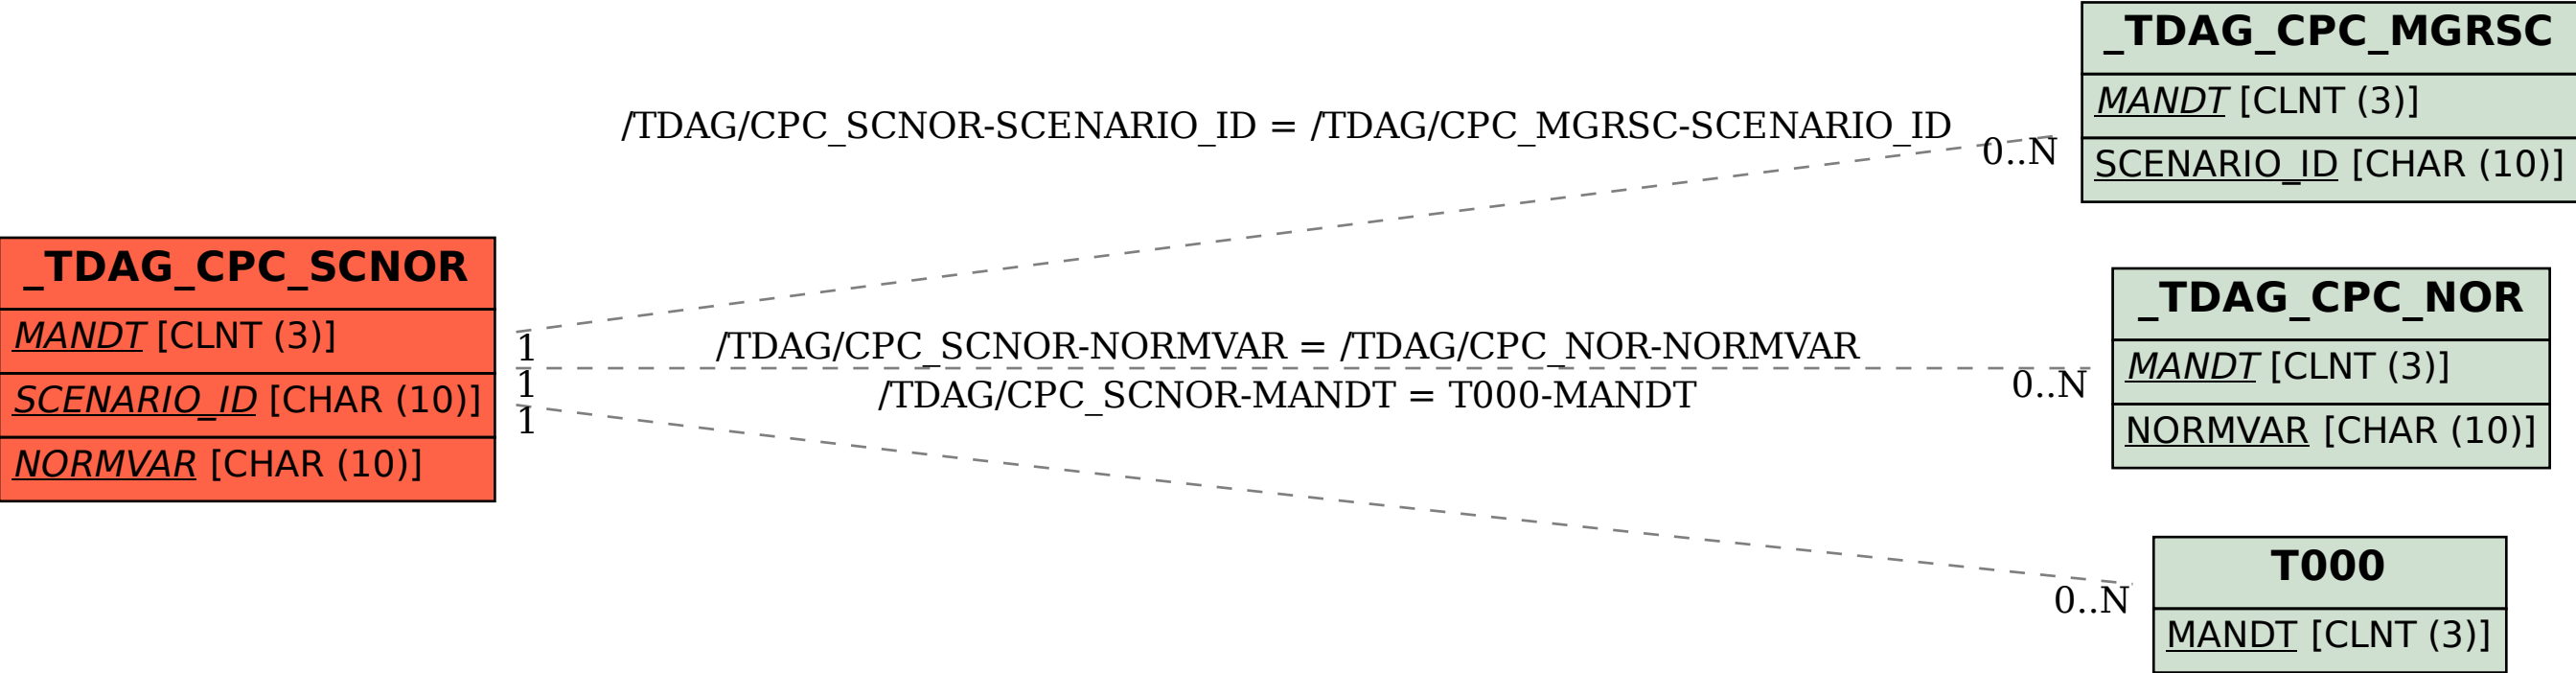 _TDAG_CPC_MGRSC
MANDT [CLNT (3)]
SCENARIO_ID [CHAR (10)]
/TDAG/CPC_SCNOR-SCENARIO_ID = /TDAG/CPC_MGRSC-SCENARIO_ID
0..N
_TDAG_CPC_SCNOR
MANDT [CLNT (3)]
SCENARIO_ID [CHAR (10)]
NORMVAR [CHAR (10)]
1
1
1
/TDAG/CPC_SCNOR-NORMVAR = /TDAG/CPC_NOR-NORMVAR
0..N
/TDAG/CPC_SCNOR-MANDT = T000-MANDT
_TDAG_CPC_NOR
MANDT [CLNT (3)]
NORMVAR [CHAR (10)]
0..N
T000
MANDT [CLNT (3)]